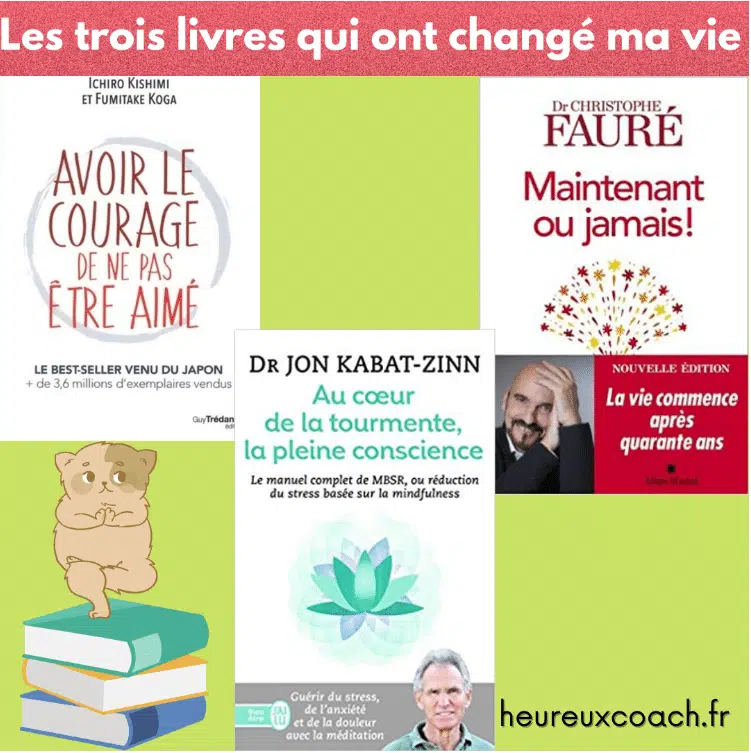 Les trois livres qui ont changé ma vie
ICHIRO KISHIMI
ET FUMITAKE KOGA
AVOIR LE
COURAGE
DE NE PAS
ÊTRE AIMÉ
LE BEST-SELLER VENU DU JAPON
+ de 3,6 millions d'exemplaires vendus
GuyTrédan
Dr CHRISTOPHE
FAURÉ
Maintenant
ou jamais!
NOUVELLE ÉDITION
La vie commence
après
quarante ans
DR JON KABAT-ZINN
Au cœur
de la tourmente,
la pleine conscience
Le manuel complet de MBSR, ou réduction
du stress basée sur la mindfulness
Guérir du stress,
de l'anxiété
et de la douleur
avec la méditation
heureuxcoach.fr